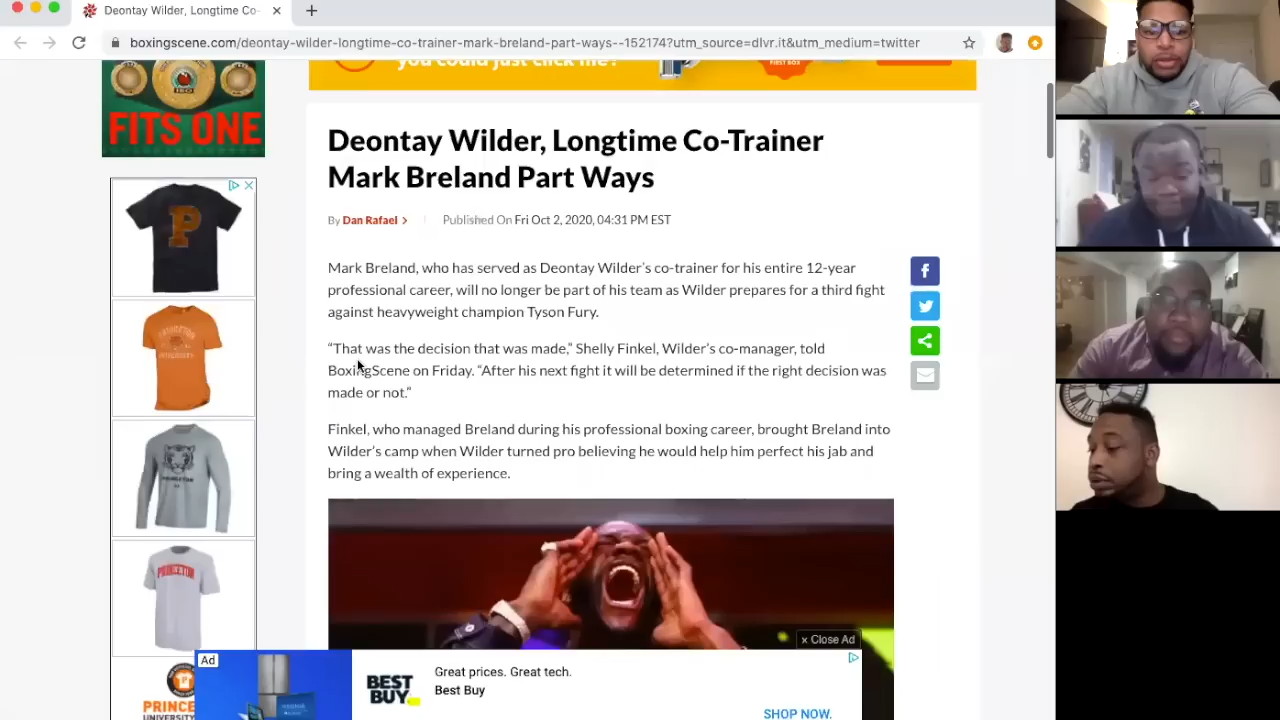 Deontay Wilder, Longtime Co-
boxingscene.com/deontay-wilder-longtime-co-trainer-mark-breland-part-ways--152174?utm_source=dlvr.it&utm_medium=twitter
you could just click me?
FIRST BOX
FITS ONE
Deontay Wilder, Longtime Co-Trainer
Mark Breland Part Ways
By Dan Rafael > Published On Fri Oct 2, 2020, 04:31 PM EST
Mark Breland, who has served as Deontay Wilder's co-trainer for his entire 12-year
professional career, will no longer be part of his team as Wilder prepares for a third fight
against heavyweight champion Tyson Fury.
“That was the decision that was made,” Shelly Finkel, Wilder's co-manager, told
BoxingScene on Friday. “After his next fight it will be determined if the right decision was
made or not.”
Finkel, who managed Breland during his professional boxing career, brought Breland into
Wilder's camp when Wilder turned pro believing he would help him perfect his jab and
bring a wealth of experience.
P
PRINCETON
x Close Ad
Ad
BEST
BUY
Great prices. Great tech.
Best Buy
SHOP NOW.